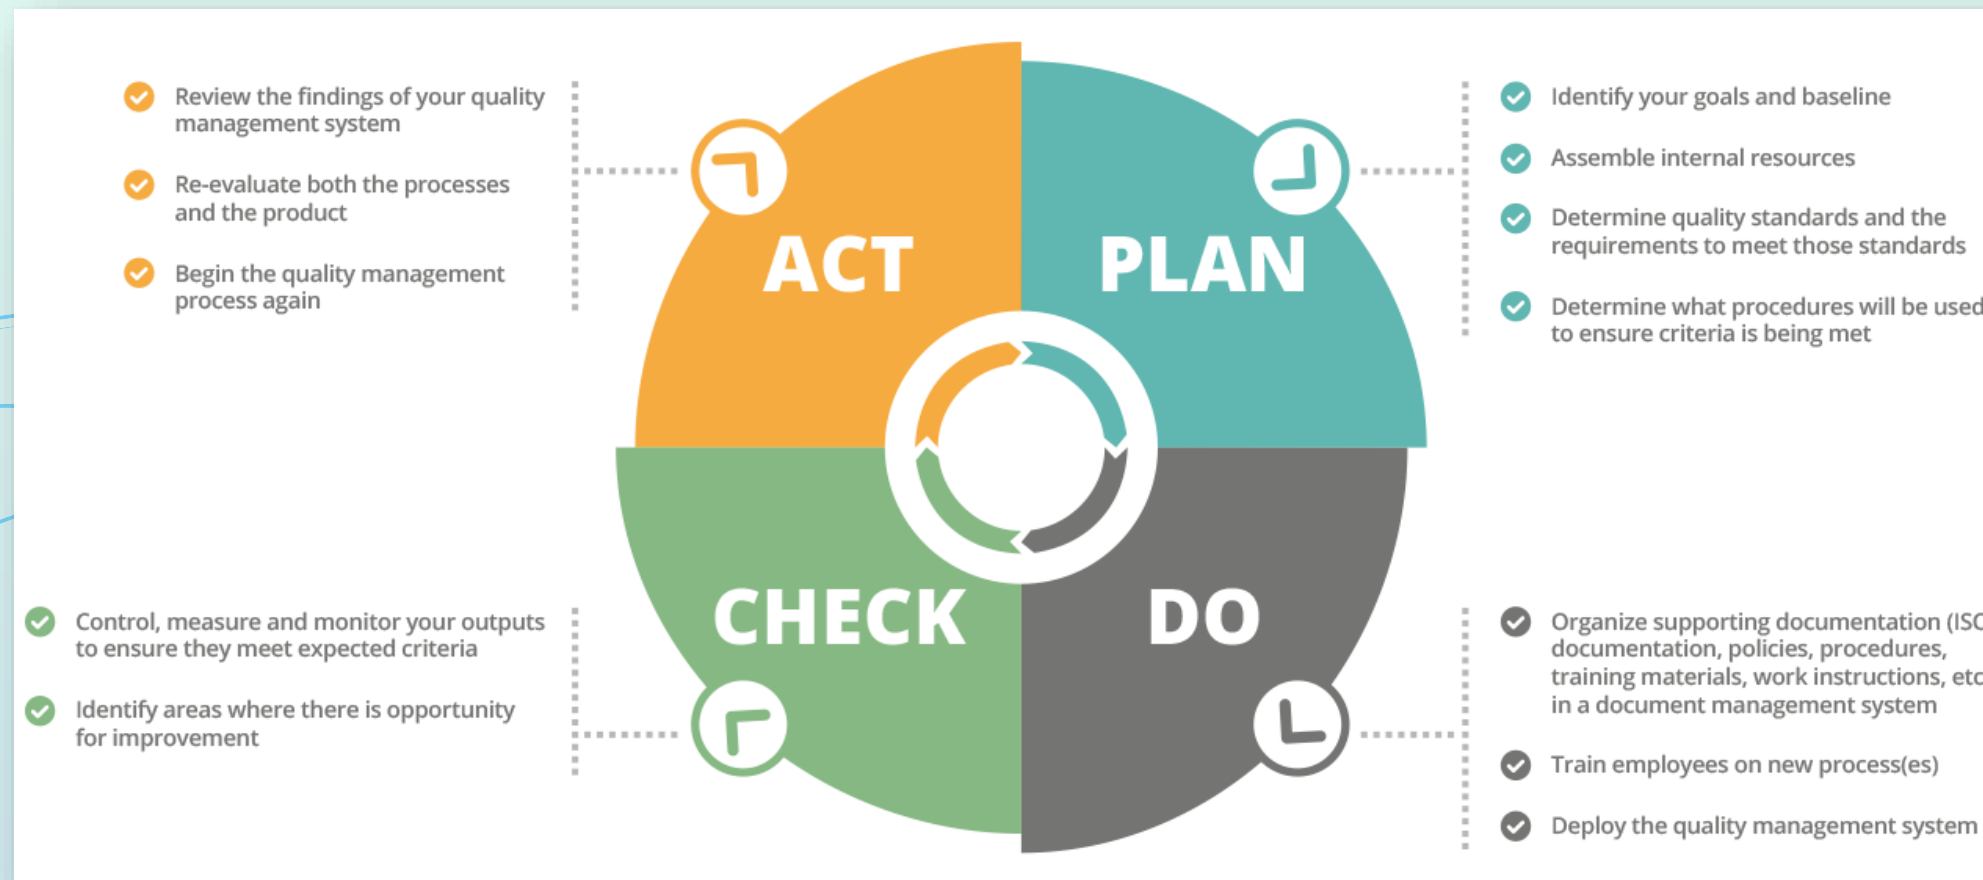 Review the findings of your quality
management system
Re-evaluate both the processes
and the product
Begin the quality management
process again
ACT
PLAN
Identify your goals and baseline
Assemble internal resources
Determine quality standards and the
requirements to meet those standards
Determine what procedures will be used
to ensure criteria is being met
CHECK
DO
Control, measure and monitor your outputs
to ensure they meet expected criteria
Identify areas where there is opportunity
for improvement
Organize supporting documentation (ISO
documentation, policies, procedures,
training materials, work instructions, etc
in a document management system
Train employees on new process(es)
Deploy the quality management system